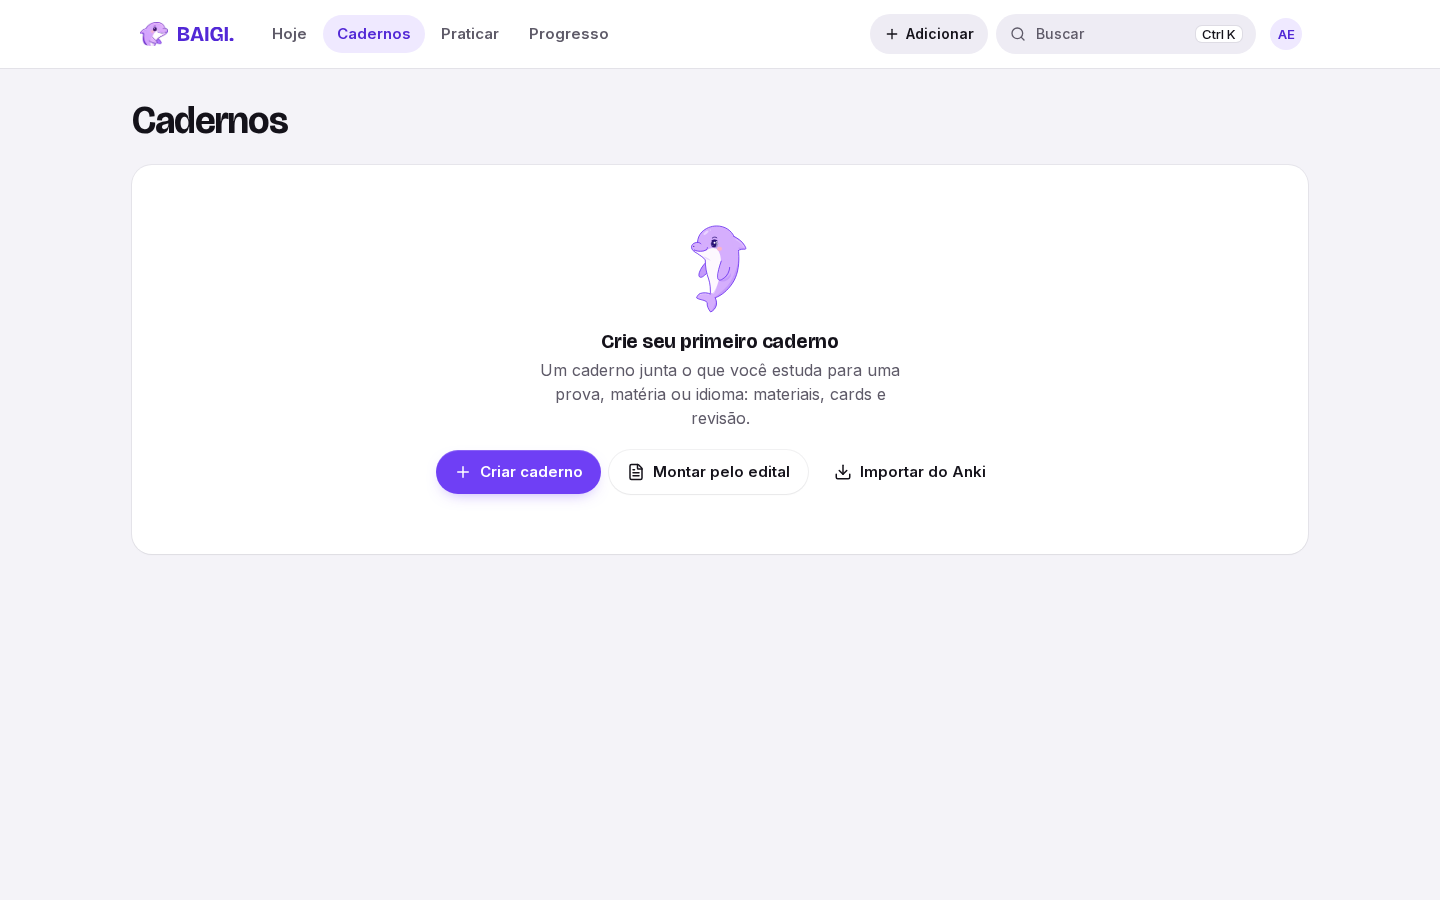 BAIGI.
Hoje
Cadernos
Praticar
Progresso
Adicionar
Buscar
Ctrl K
AE
Cadernos
Crie seu primeiro caderno
Um caderno junta o que você estuda para uma
prova, matéria ou idioma: materiais, cards e
revisão.
Criar caderno
Montar pelo edital
Importar do Anki